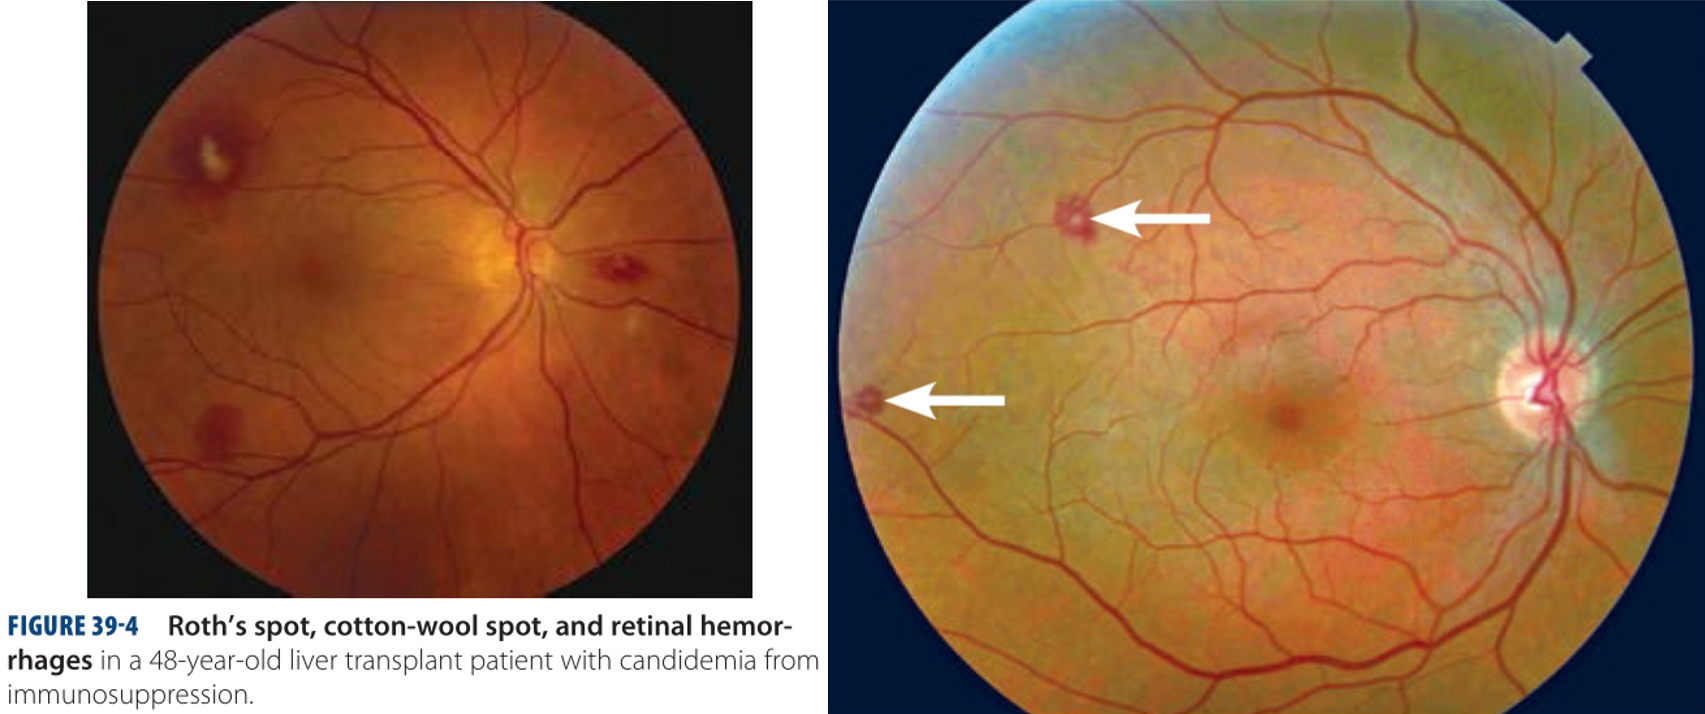 FIGURE 39-4 Roth’s spot, cotton-wool spot, and retinal hemor-
rhages in a 48-year-old liver transplant patient with candidemia from
immunosuppression.